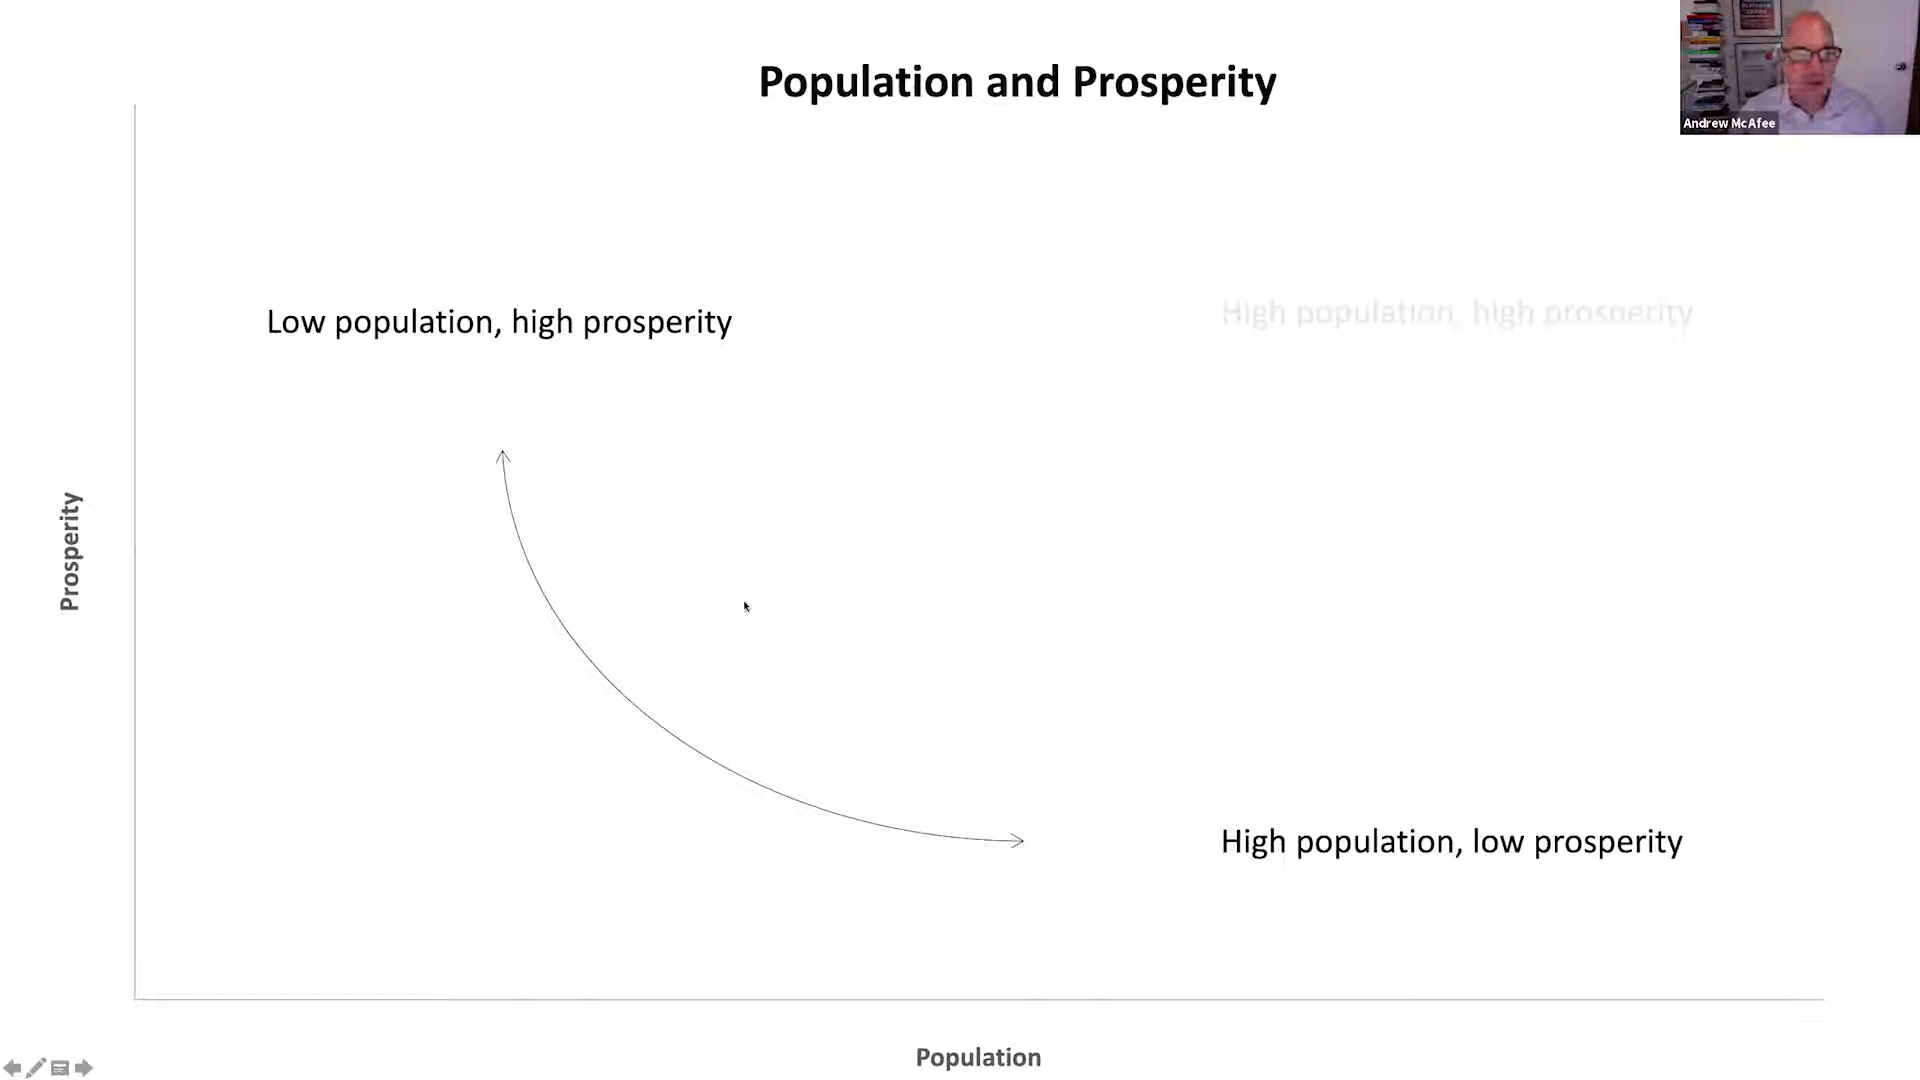 Population and Prosperity
Andrew McAfee
Low population, high prosperity
High population, high prosperity
Prosperity
High population, low prosperity
Population